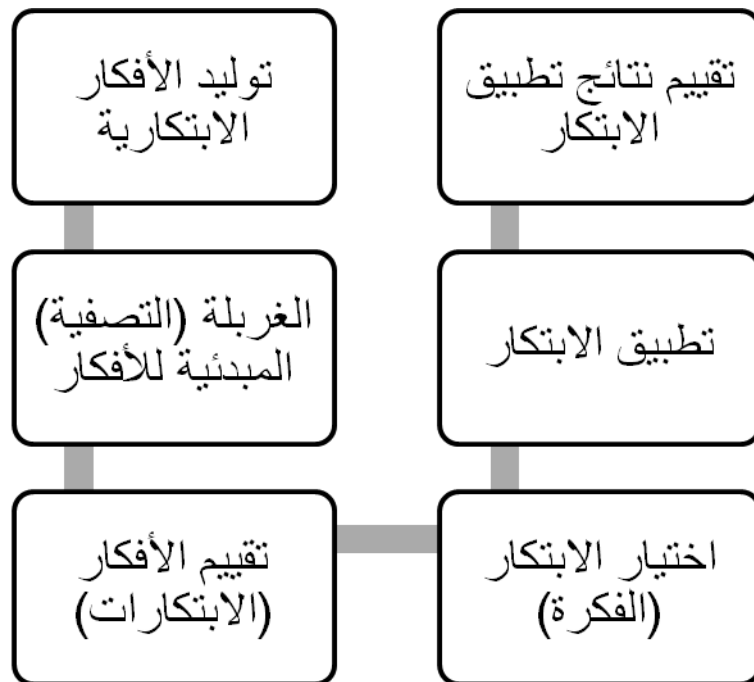 توليد الأفكار
الابتكارية
الغربلة (التصفية)
المبدئية للأفكار
تقييم الأفكار
(الابتكارات)
اختيار الابتكار
(الفكرة)
تطبيق الابتكار
تقييم نتائج تطبيق
الابتكار